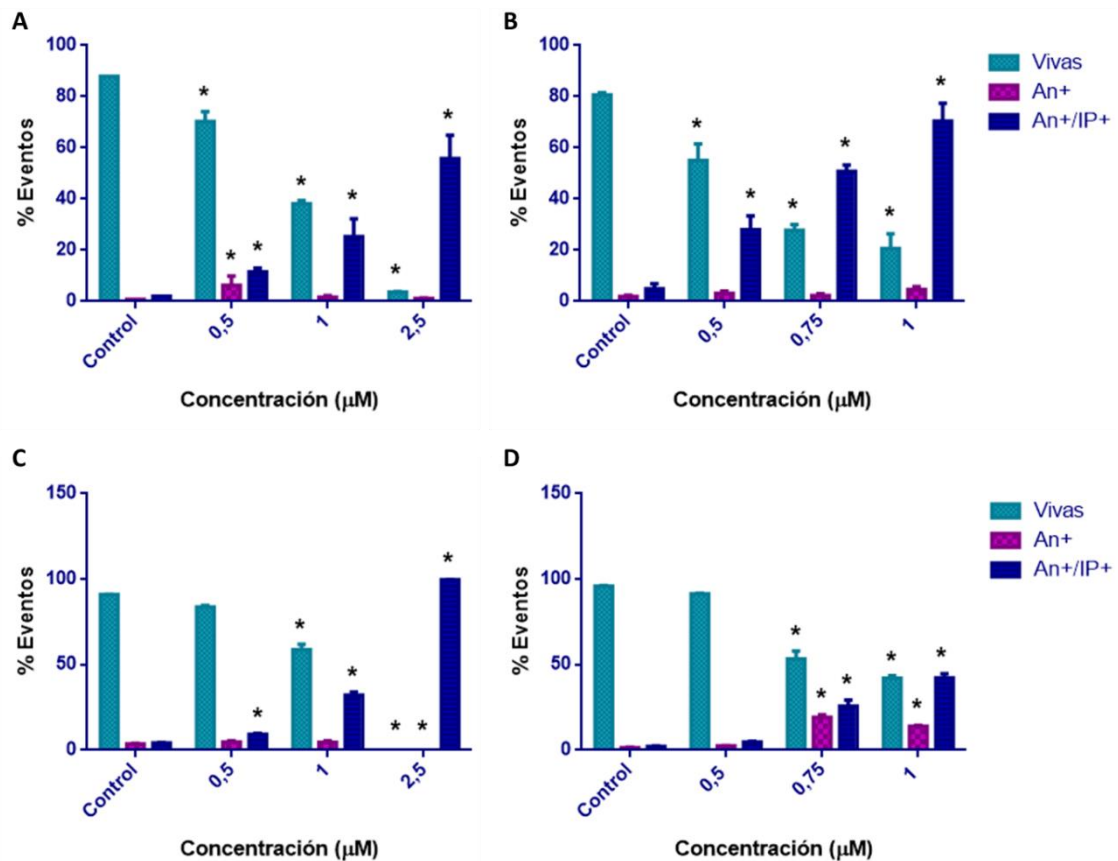 A
% Eventos
100
80
60
40
20
0
* * * * * * *
Control
0,5
1
2,5
Concentración (µM)
B
% Eventos
100
80
60
40
20
0
* * * * * *
Control
0,5
0,75
1
Concentración (µM)
Vivas
An+
An+/IP+
C
% Eventos
150
100
50
0
* * * * * *
Control
0,5
1
2,5
Concentración (µM)
D
% Eventos
150
100
50
0
* * * * * *
Control
0,5
0,75
1
Concentración (µM)
Vivas
An+
An+/IP+